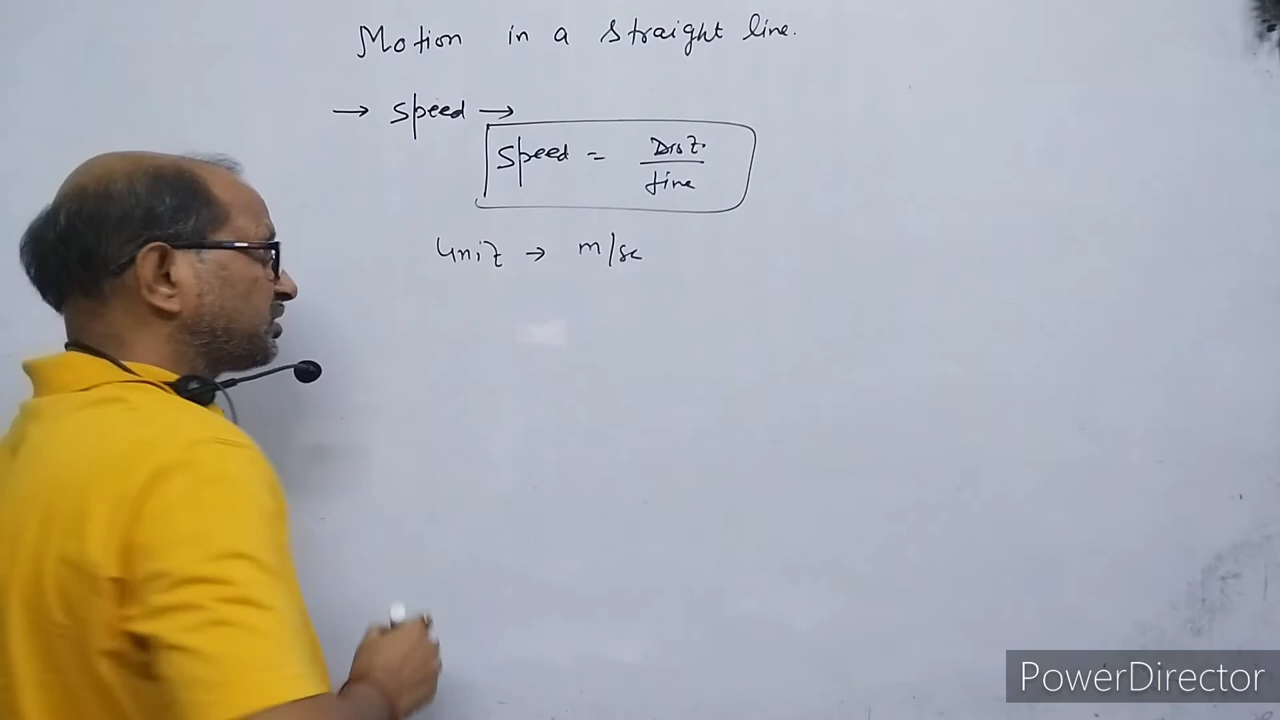 Motion in a straight line.
→ Speed →
Speed = Dist. / time
Unit → m/sec
PowerDirector